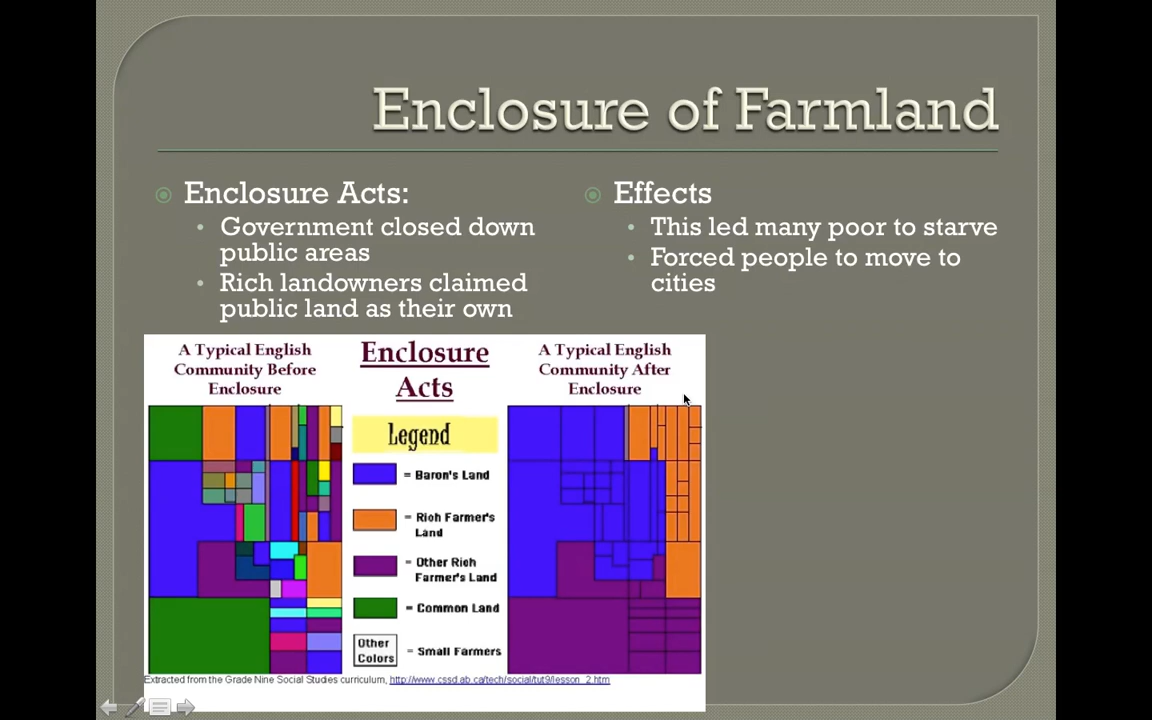 Enclosure of Farmland
Enclosure Acts:
Government closed down
public areas
Rich landowners claimed
public land as their own
Effects
This led many poor to starve
Forced people to move to
cities
A Typical English
Community Before
Enclosure
Enclosure
Acts
Legend
= Baron's Land
= Rich Farmer's
Land
= Other Rich
Farmer's Land
= Common Land
Other
Colors
= Small Farmers
A Typical English
Community After
Enclosure
Extracted from the Grade Nine Social Studies curriculum, http://www.cssd.ab.ca/tech/social/tut9/lesson_2.htm